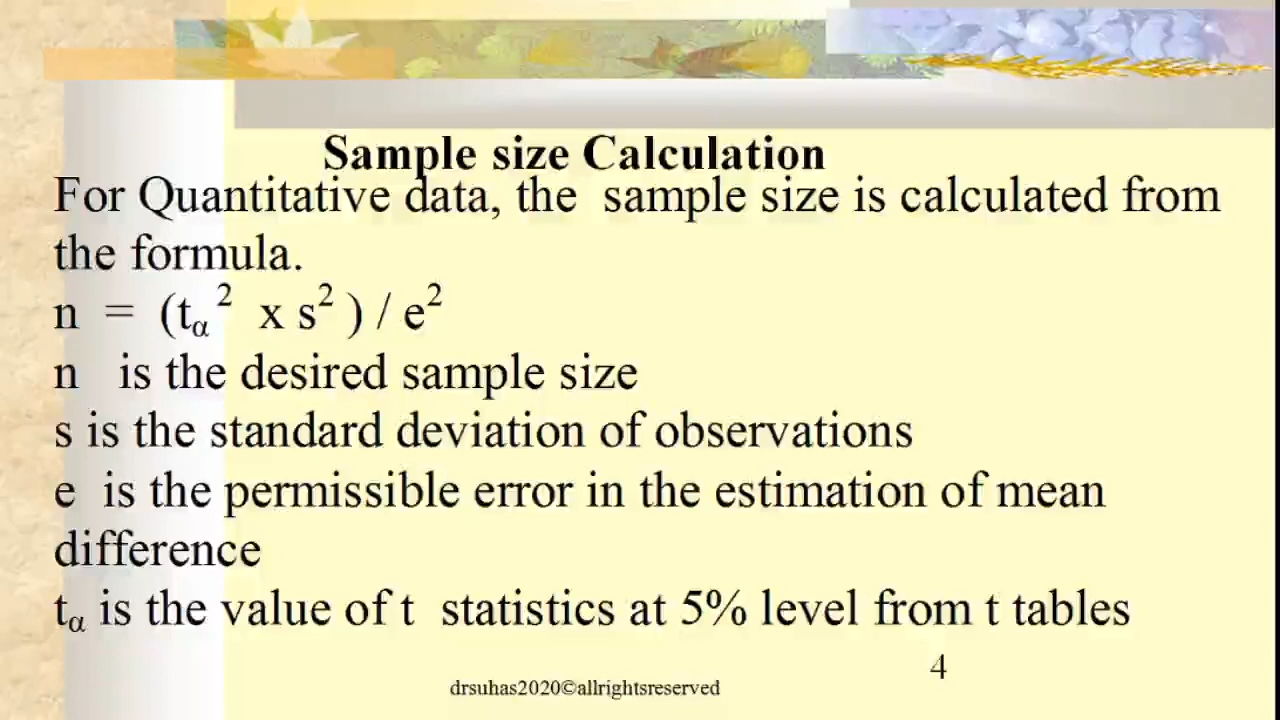 Sample size Calculation
For Quantitative data, the sample size is calculated from
the formula.
n = (tα² x s² ) / e²
n is the desired sample size
s is the standard deviation of observations
e is the permissible error in the estimation of mean
difference
tα is the value of t statistics at 5% level from t tables
4
drsuhas2020©allrightsreserved